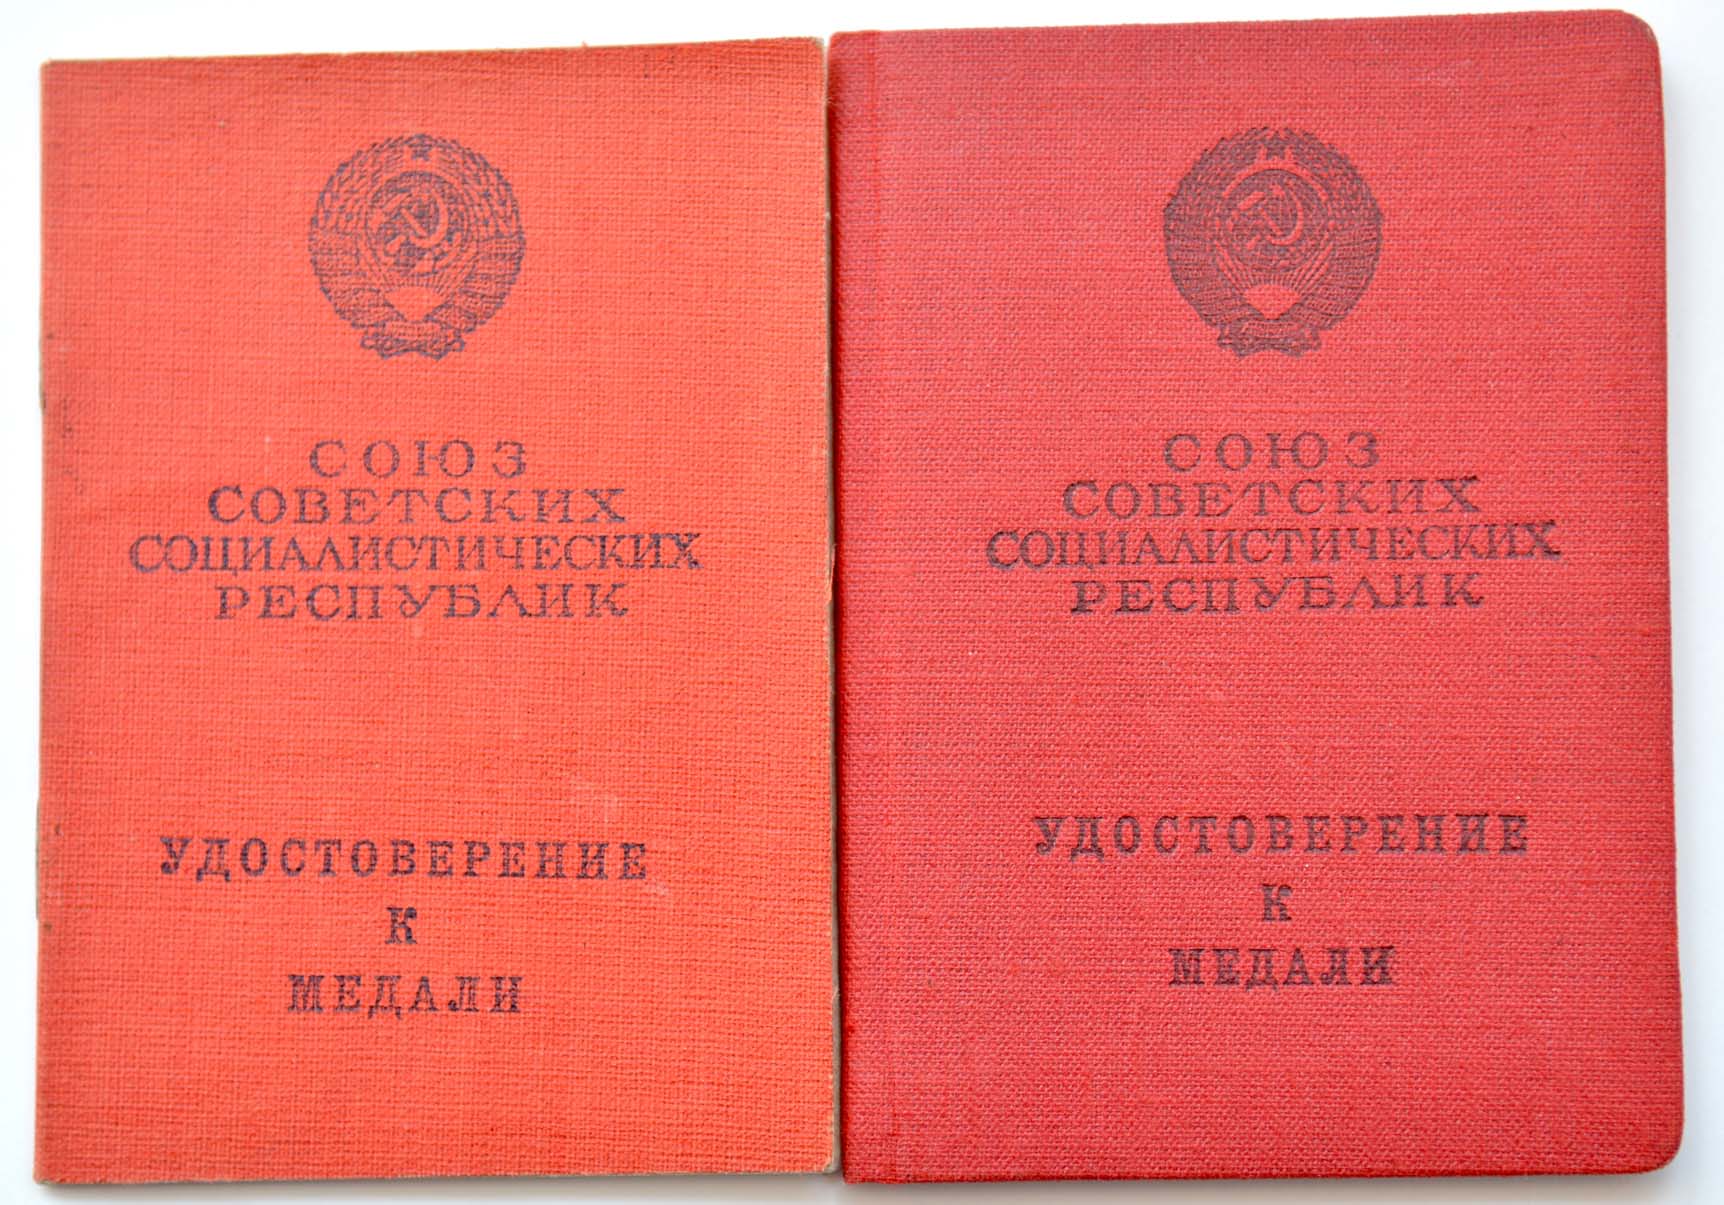 СОЮЗ
СОВЕТСКИХ
СОЦИАЛИСТИЧЕСКИХ
РЕСПУБЛИК
УДОСТОВЕРЕНИЕ
К
МЕДАЛИ
СОЮЗ
СОВЕТСКИХ
СОЦИАЛИСТИЧЕСКИХ
РЕСПУБЛИК
УДОСТОВЕРЕНИЕ
К
МЕДАЛИ